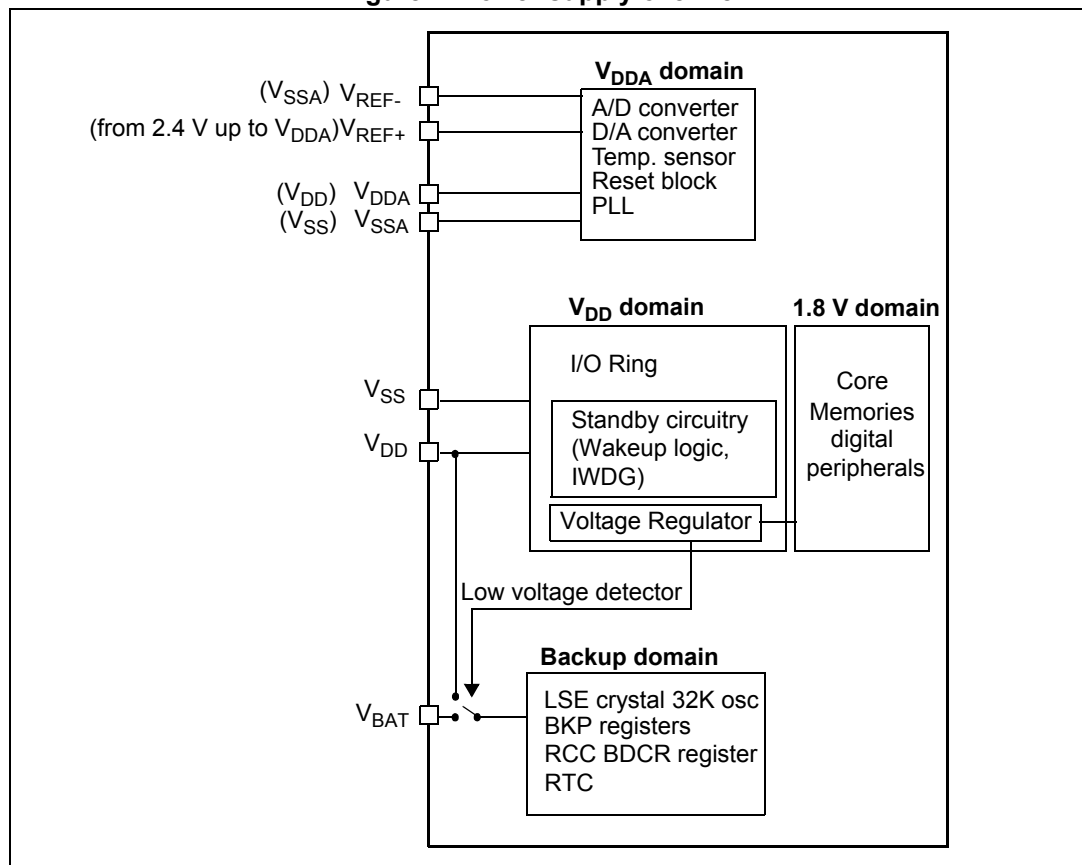 V_DDA domain
(V_SSA) V_REF-
(from 2.4 V up to V_DDA)V_REF+
(V_DD) V_DDA
(V_SS) V_SSA
A/D converter
D/A converter
Temp. sensor
Reset block
PLL
V_DD domain
1.8 V domain
V_SS
V_DD
I/O Ring
Standby circuitry
(Wakeup logic,
IWDG)
Voltage Regulator
Core
Memories
digital
peripherals
Low voltage detector
Backup domain
V_BAT
LSE crystal 32K osc
BKP registers
RCC BDCR register
RTC